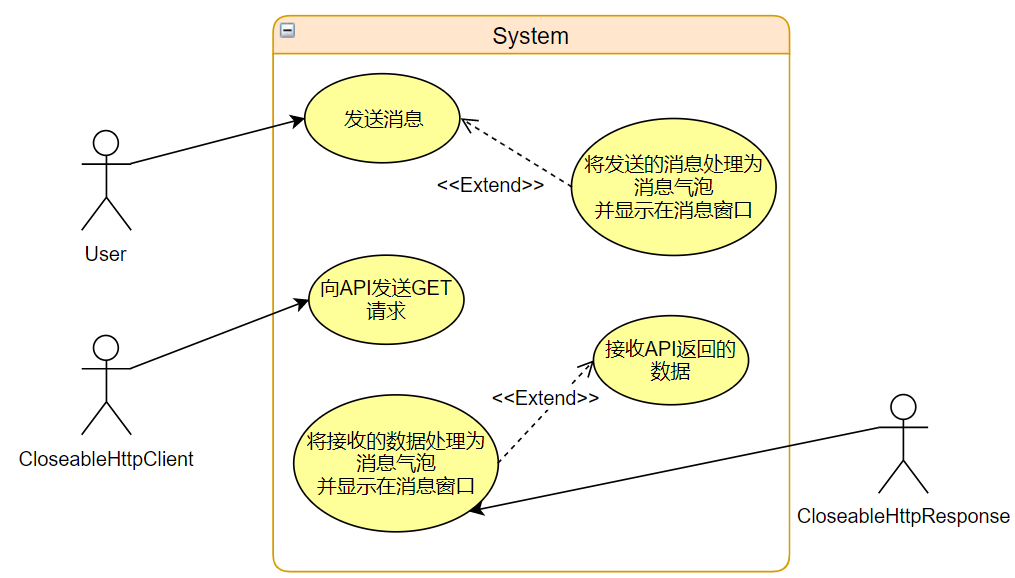 System
发送消息
将发送的消息处理为
消息气泡
并显示在消息窗口
<<Extend>>
User
向API发送GET
请求
接收API返回的
数据
<<Extend>>
将接收的数据处理为
消息气泡
并显示在消息窗口
CloseableHttpClient
CloseableHttpResponse